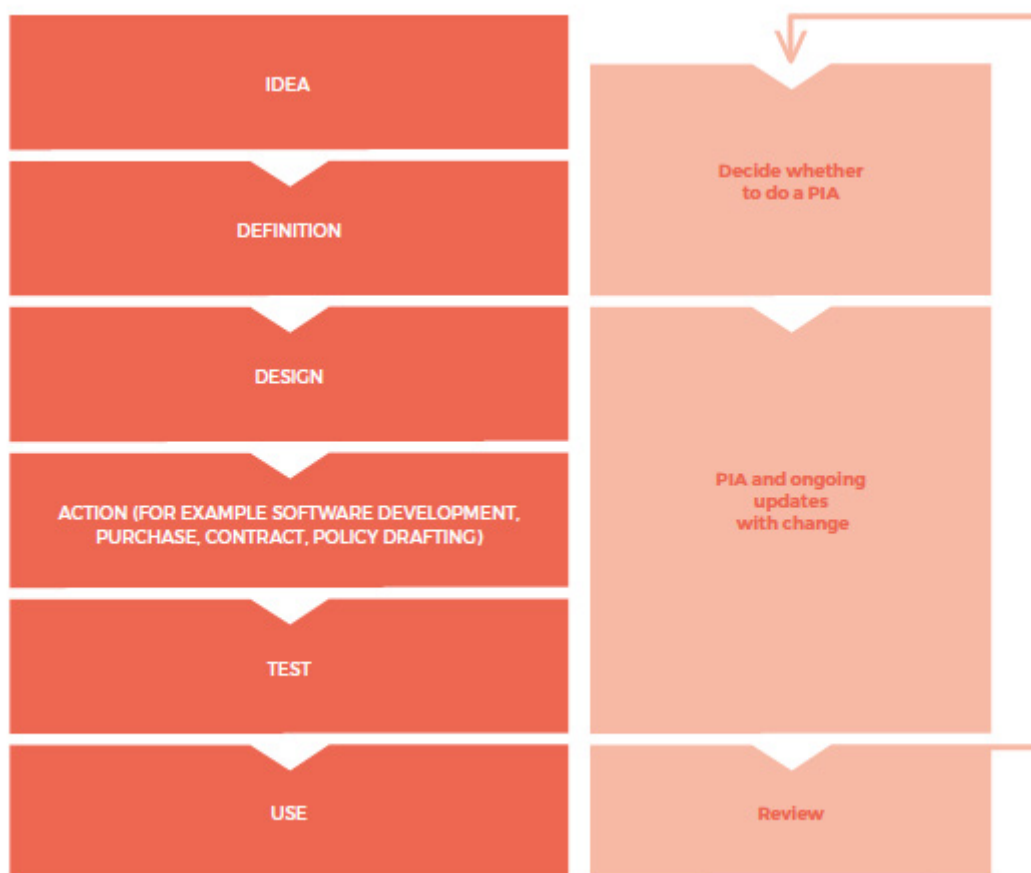 IDEA
DEFINITION
DESIGN
ACTION (FOR EXAMPLE SOFTWARE DEVELOPMENT,
PURCHASE, CONTRACT, POLICY DRAFTING)
TEST
USE
Decide whether
to do a PIA
PIA and ongoing
updates
with change
Review